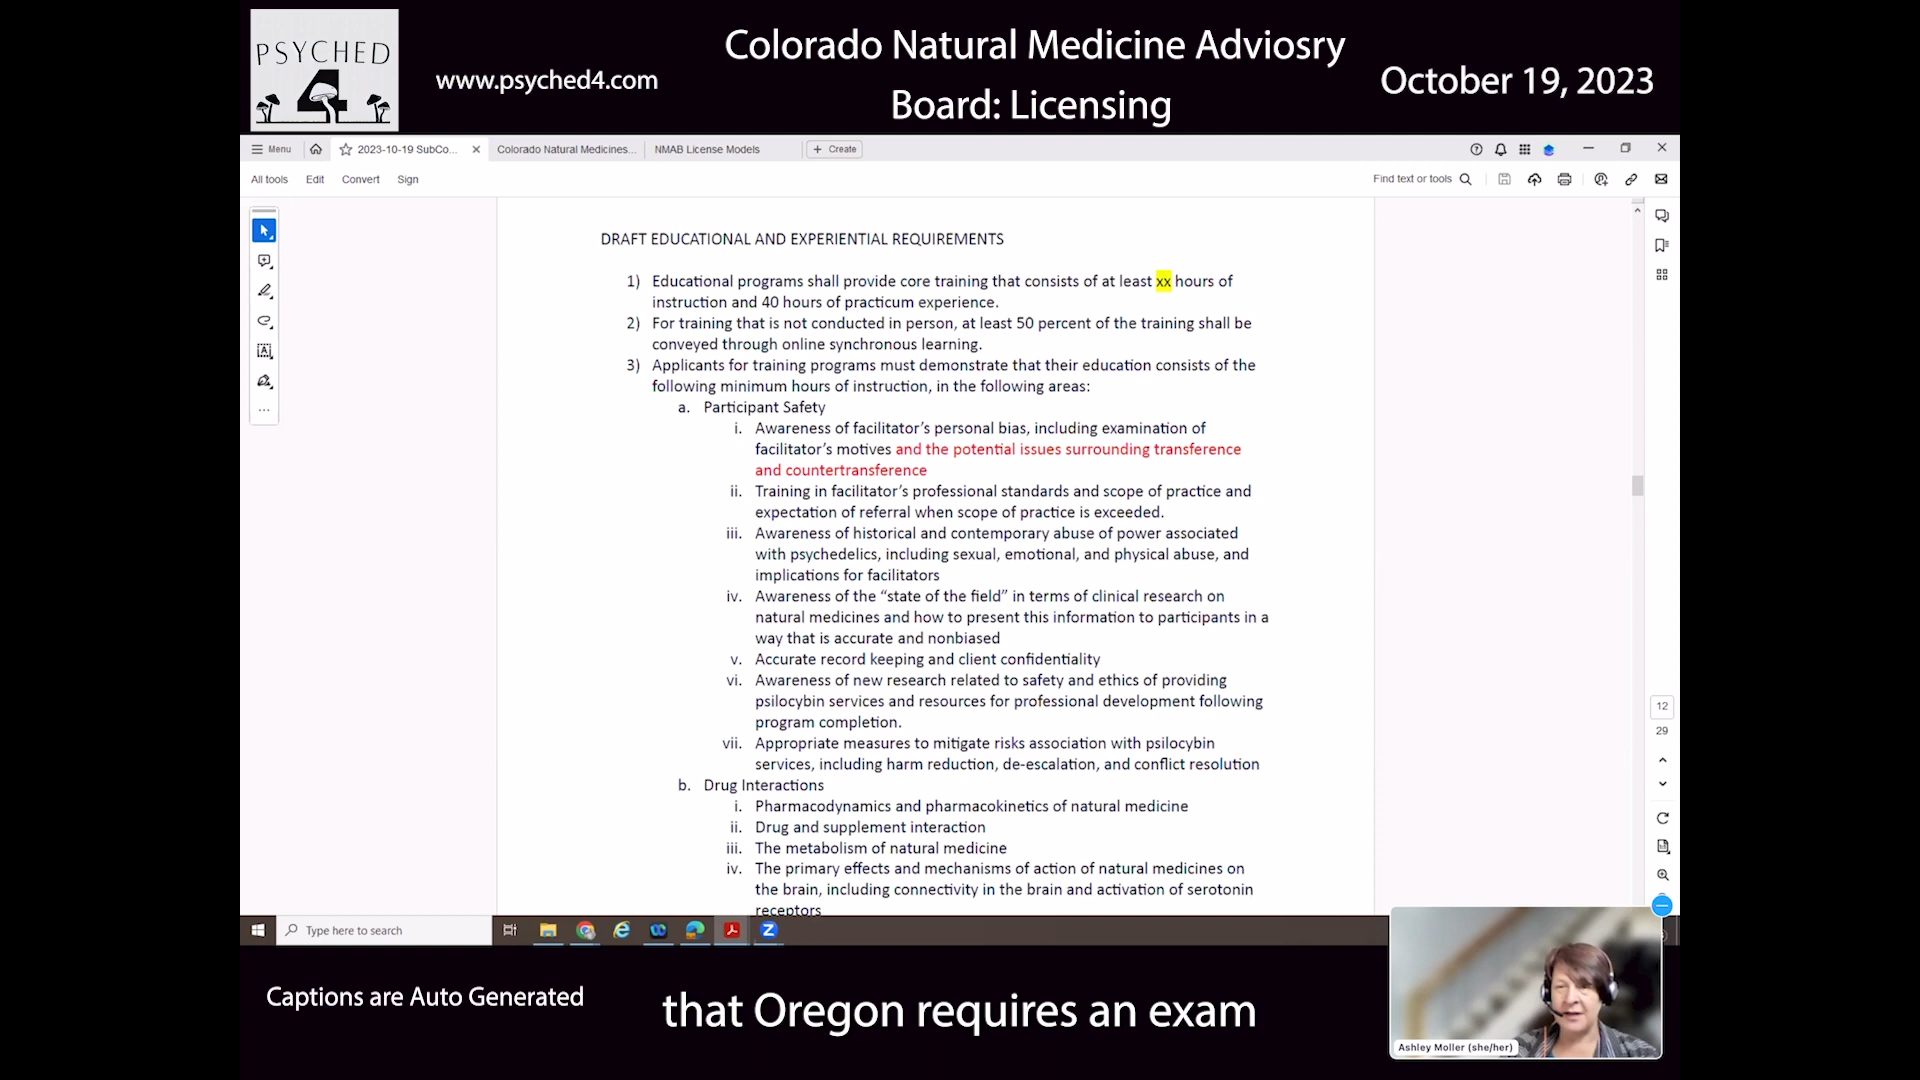 PSYCHED
4
www.psyched4.com
Colorado Natural Medicine Adviosry
Board: Licensing
October 19, 2023
Menu
2023-10-19 SubCo...
Colorado Natural Medicines...
NMAB License Models
+ Create
All tools
Edit
Convert
Sign
Find text or tools
DRAFT EDUCATIONAL AND EXPERIENTIAL REQUIREMENTS
1) Educational programs shall provide core training that consists of at least xx hours of
instruction and 40 hours of practicum experience.
2) For training that is not conducted in person, at least 50 percent of the training shall be
conveyed through online synchronous learning.
3) Applicants for training programs must demonstrate that their education consists of the
following minimum hours of instruction, in the following areas:
a. Participant Safety
i. Awareness of facilitator's personal bias, including examination of
facilitator's motives and the potential issues surrounding transference
and countertransference
ii. Training in facilitator's professional standards and scope of practice and
expectation of referral when scope of practice is exceeded.
iii. Awareness of historical and contemporary abuse of power associated
with psychedelics, including sexual, emotional, and physical abuse, and
implications for facilitators
iv. Awareness of the “state of the field” in terms of clinical research on
natural medicines and how to present this information to participants in a
way that is accurate and nonbiased
v. Accurate record keeping and client confidentiality
vi. Awareness of new research related to safety and ethics of providing
psilocybin services and resources for professional development following
program completion.
vii. Appropriate measures to mitigate risks association with psilocybin
services, including harm reduction, de-escalation, and conflict resolution
b. Drug Interactions
i. Pharmacodynamics and pharmacokinetics of natural medicine
ii. Drug and supplement interaction
iii. The metabolism of natural medicine
iv. The primary effects and mechanisms of action of natural medicines on
the brain, including connectivity in the brain and activation of serotonin
receptors
12
29
Type here to search
Captions are Auto Generated
that Oregon requires an exam
Ashley Moller (she/her)